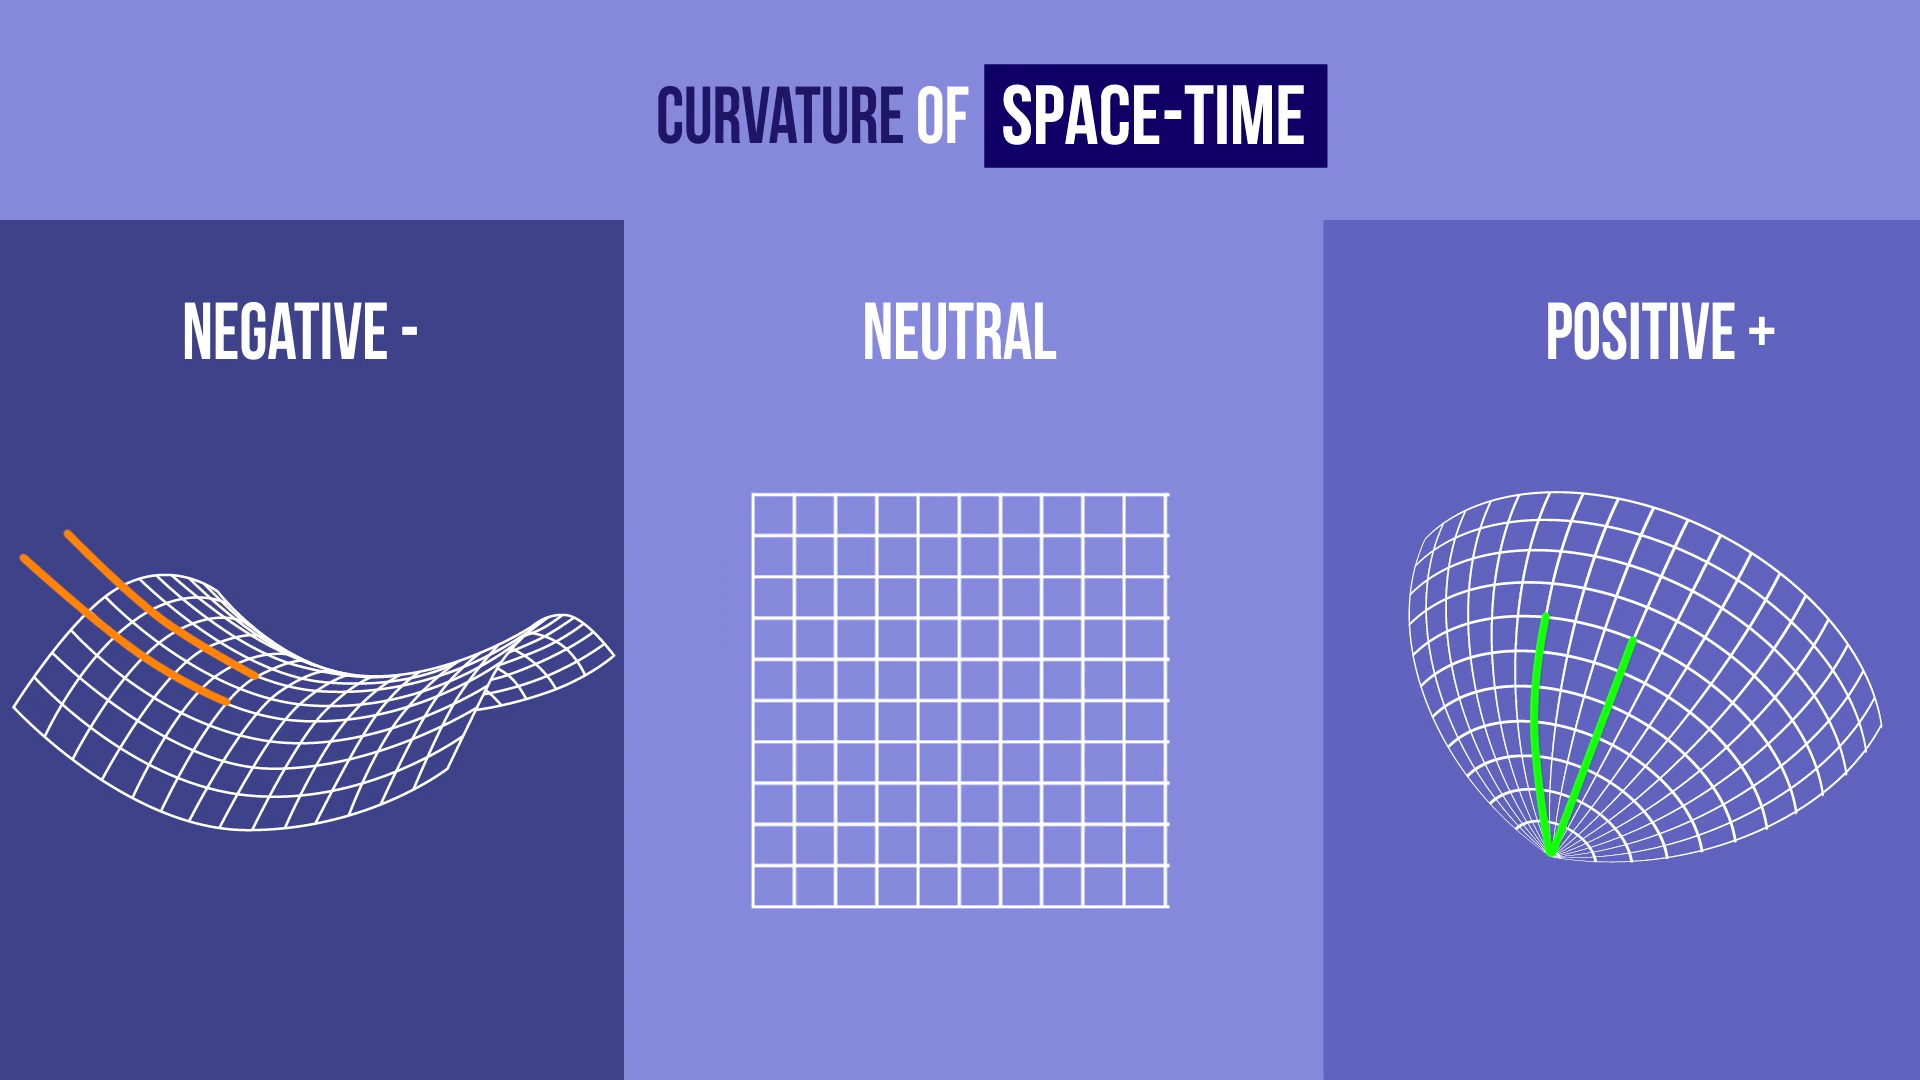 CURVATURE OF SPACE-TIME
NEGATIVE -
NEUTRAL
POSITIVE +